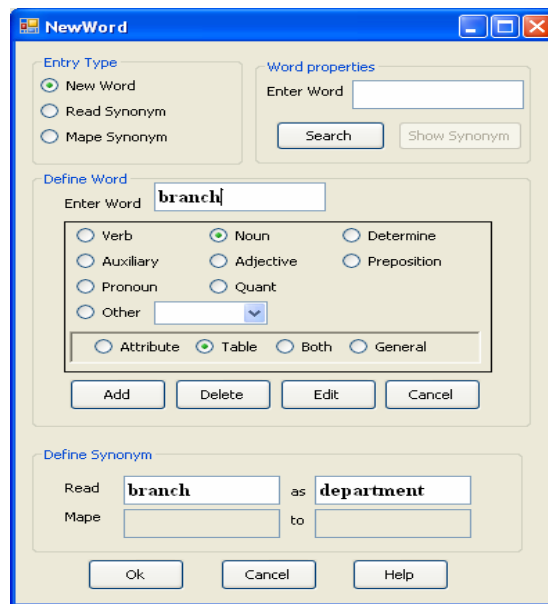 NewWord
Entry Type
New Word
Read Synonym
Mape Synonym
Word properties
Enter Word
Search Show Synonym
Define Word
Enter Word branch
Verb Noun Determine
Auxiliary Adjective Preposition
Pronoun Quant
Other
Attribute Table Both General
Add Delete Edit Cancel
Define Synonym
Read branch as department
Mape to
Ok Cancel Help